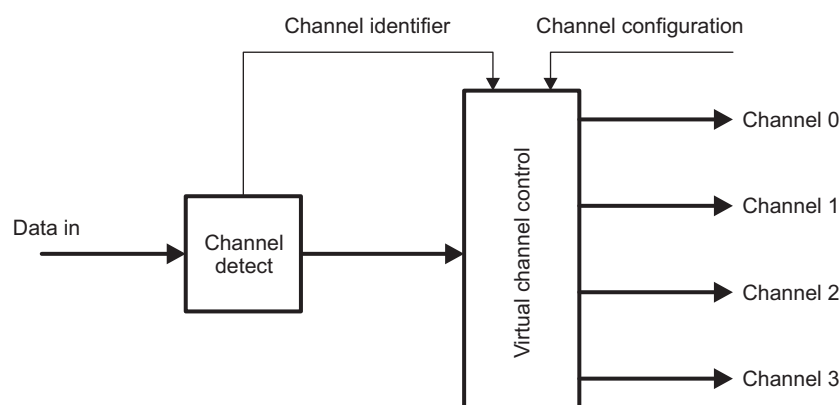 Channel identifier
Channel configuration
Channel 0
Channel 1
Data in
Channel
detect
Virtual channel control
Channel 2
Channel 3